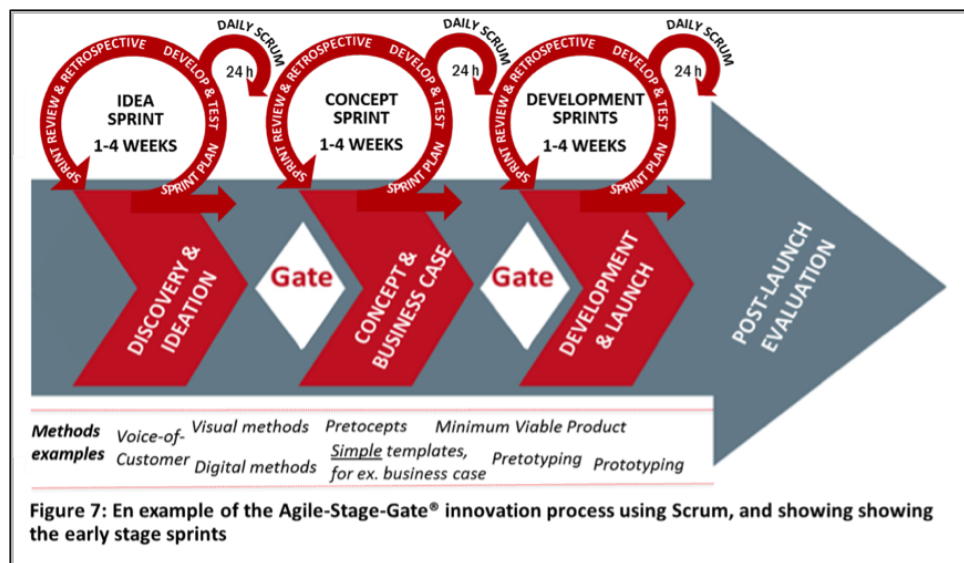 DAILY SCRUM
24 h
SPRINT REVIEW & RETROSPECTIVE
DEVELOP & TEST
SPRINT PLAN
IDEA
SPRINT
1-4 WEEKS
DAILY SCRUM
24 h
SPRINT REVIEW & RETROSPECTIVE
DEVELOP & TEST
SPRINT PLAN
CONCEPT
SPRINT
1-4 WEEKS
DAILY SCRUM
24 h
SPRINT REVIEW & RETROSPECTIVE
DEVELOP & TEST
SPRINT PLAN
DEVELOPMENT
SPRINTS
1-4 WEEKS
DISCOVERY &
IDEATION
Gate
CONCEPT &
BUSINESS CASE
Gate
DEVELOPMENT
& LAUNCH
POST-LAUNCH
EVALUATION
Methods
examples
Voice-of-
Customer
Visual methods
Digital methods
Pretocepts
Simple templates,
for ex. business case
Minimum Viable Product
Pretotyping
Prototyping
Figure 7: En example of the Agile-Stage-Gate® innovation process using Scrum, and showing showing
the early stage sprints